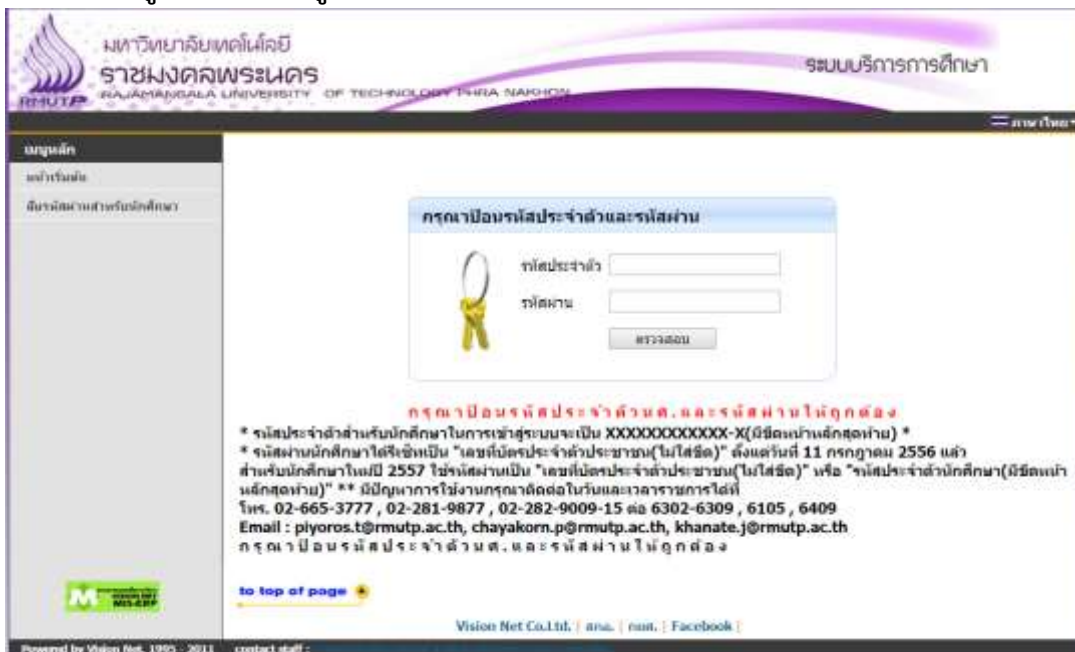 มหาวิทยาลัยเทคโนโลยี
ราชมงคลพระนคร
RAJAMANGALA UNIVERSITY OF TECHNOLOGY PHRA NAKHON
RMUTP
ระบบบริการการศึกษา
ภาษาไทย
เมนูหลัก
หน้าเริ่มต้น
ลืมรหัสผ่านสำหรับนักศึกษา
กรุณาป้อนรหัสประจำตัวและรหัสผ่าน
รหัสประจำตัว
รหัสผ่าน
ตรวจสอบ
กรุณาป้อนรหัสประจำตัวนศ.และรหัสผ่านให้ถูกต้อง
* รหัสประจำตัวสำหรับนักศึกษาในการเข้าสู่ระบบจะเป็น XXXXXXXXXXXX-X(มีขีดหน้าหลักสุดท้าย) *
* รหัสผ่านนักศึกษาได้รีเซ็ทเป็น "เลขที่บัตรประจำตัวประชาชน(ไม่ใส่ขีด)" ตั้งแต่วันที่ 11 กรกฎาคม 2556 แล้ว
สำหรับนักศึกษาใหม่ปี 2557 ใช้รหัสผ่านเป็น "เลขที่บัตรประจำตัวประชาชน(ไม่ใส่ขีด)" หรือ "รหัสประจำตัวนักศึกษา(มีขีดหน้า
หลักสุดท้าย)" ** มีปัญหาการใช้งานกรุณาติดต่อในวันและเวลาราชการได้ที่
โทร. 02-665-3777 , 02-281-9877 , 02-282-9009-15 ต่อ 6302-6309 , 6105 , 6409
Email : piyoros.t@rmutp.ac.th, chayakorn.p@rmutp.ac.th, khanate.j@rmutp.ac.th
กรุณาป้อนรหัสประจำตัวนศ.และรหัสผ่านให้ถูกต้อง
to top of page
Vision Net Co.Ltd. | สกอ. | กยศ. | Facebook |
Powered by Vision Net, 1995 - 2011 contact staff :